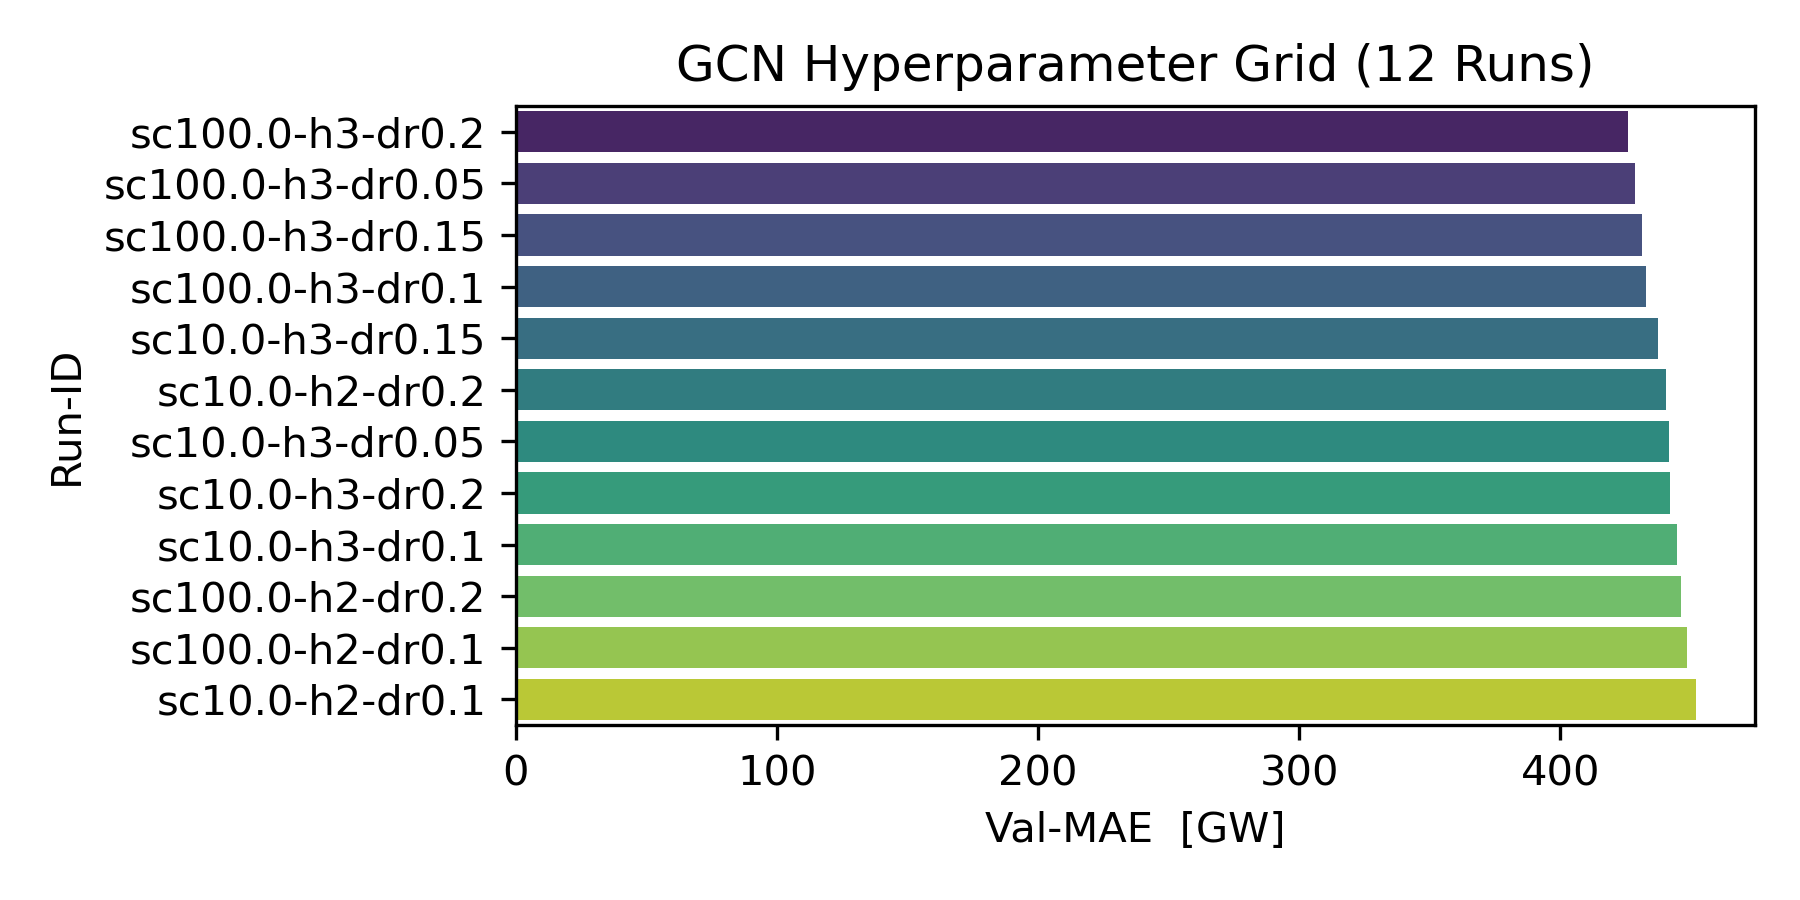 GCN Hyperparameter Grid (12 Runs)
sc100.0-h3-dr0.2
sc100.0-h3-dr0.05
sc100.0-h3-dr0.15
sc100.0-h3-dr0.1
sc10.0-h3-dr0.15
sc10.0-h2-dr0.2
sc10.0-h3-dr0.05
sc10.0-h3-dr0.2
sc10.0-h3-dr0.1
sc100.0-h2-dr0.2
sc100.0-h2-dr0.1
sc10.0-h2-dr0.1
Run-ID
0 100 200 300 400
Val-MAE [GW]